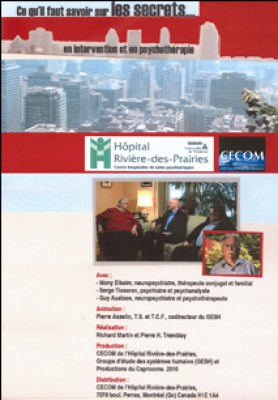 Ce qu'il faut savoir sur les secrets....
en intervention et en psychothérapie
Hôpital
Rivière-des-Prairies
Centre hospitalier de soins psychiatriques
CECOM
Avec :
- Mony Elkaïm, neuropsychiatre, thérapeute conjugal et familial
- Serge Tisseron, psychiatre et psychanalyste
- Guy Ausloos, neuropsychiatre et psychothérapeute
Animation :
Pierre Asselin, T.S. et T.C.F., codirecteur du GESH
Réalisation :
Richard Martin et Pierre H. Tremblay
Production :
CECOM de l'Hôpital Rivière-des-Prairies,
Groupe d'étude des systèmes humains (GESH) et
Productions du Capricorne. 2010
Distribution :
CECOM de l'Hôpital Rivière-des-Prairies,
7070 boul. Perras, Montréal (Qc) Canada H1E 1A4